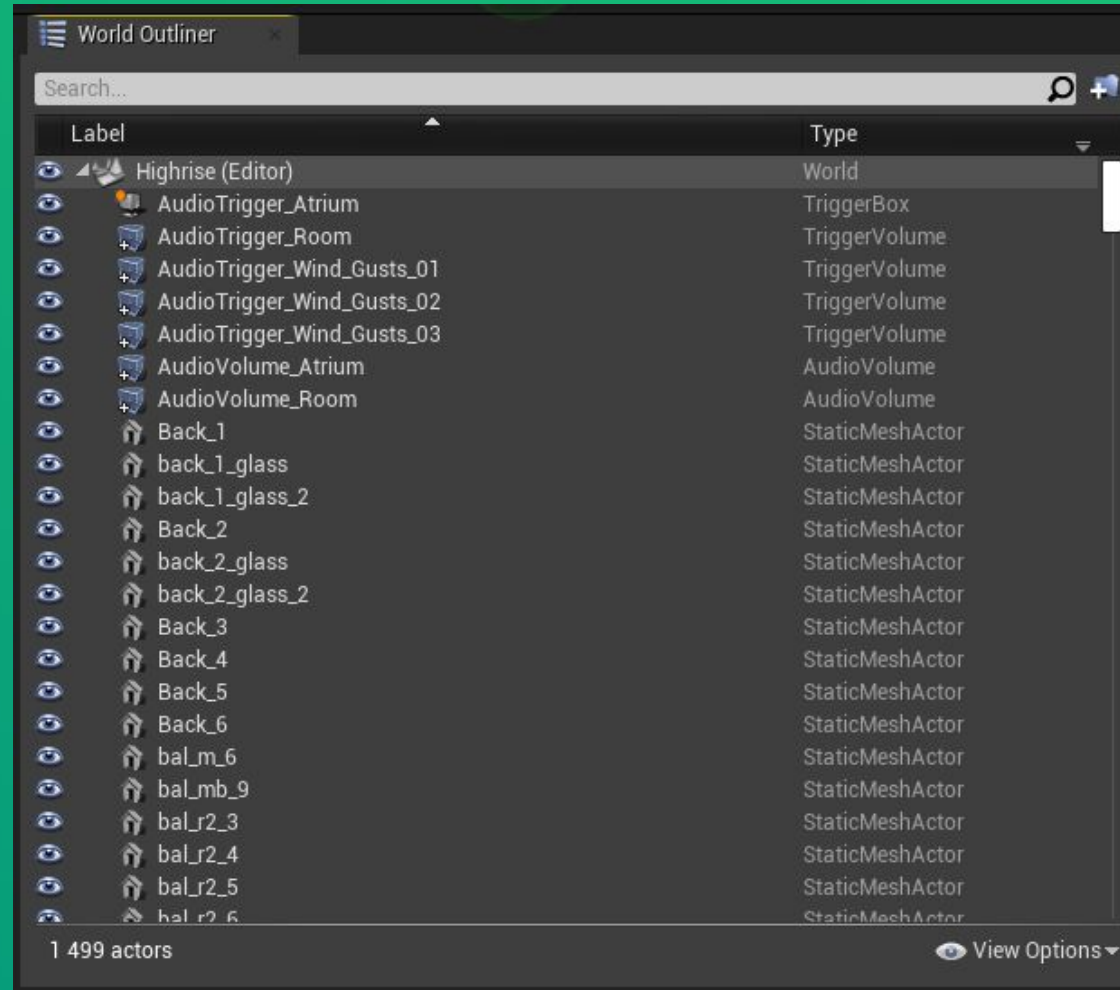 World Outliner
Search...
Label Type
Highrise (Editor) World
AudioTrigger_Atrium TriggerBox
AudioTrigger_Room TriggerVolume
AudioTrigger_Wind_Gusts_01 TriggerVolume
AudioTrigger_Wind_Gusts_02 TriggerVolume
AudioTrigger_Wind_Gusts_03 TriggerVolume
AudioVolume_Atrium AudioVolume
AudioVolume_Room AudioVolume
Back_1 StaticMeshActor
back_1_glass StaticMeshActor
back_1_glass_2 StaticMeshActor
Back_2 StaticMeshActor
back_2_glass StaticMeshActor
back_2_glass_2 StaticMeshActor
Back_3 StaticMeshActor
Back_4 StaticMeshActor
Back_5 StaticMeshActor
Back_6 StaticMeshActor
bal_m_6 StaticMeshActor
bal_mb_9 StaticMeshActor
bal_r2_3 StaticMeshActor
bal_r2_4 StaticMeshActor
bal_r2_5 StaticMeshActor
bal_r2_6 StaticMeshActor
1 499 actors View Options